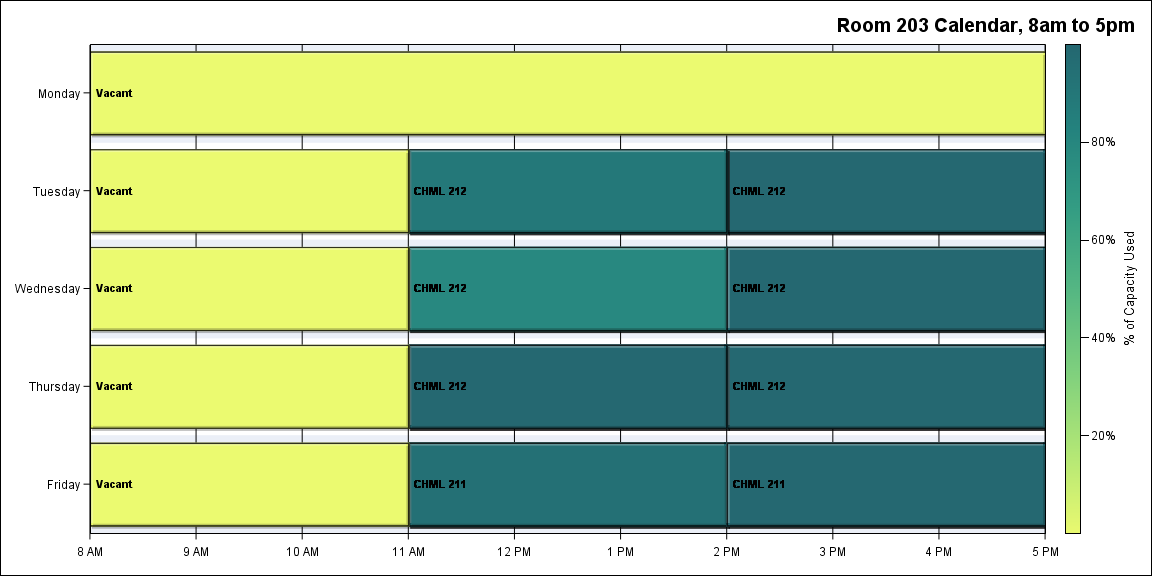 Room 203 Calendar, 8am to 5pm
Monday
Vacant
Tuesday
Vacant
CHML 212
CHML 212
Wednesday
Vacant
CHML 212
CHML 212
Thursday
Vacant
CHML 212
CHML 212
Friday
Vacant
CHML 211
CHML 211
8 AM
9 AM
10 AM
11 AM
12 PM
1 PM
2 PM
3 PM
4 PM
5 PM
80%
60%
40%
20%
% of Capacity Used